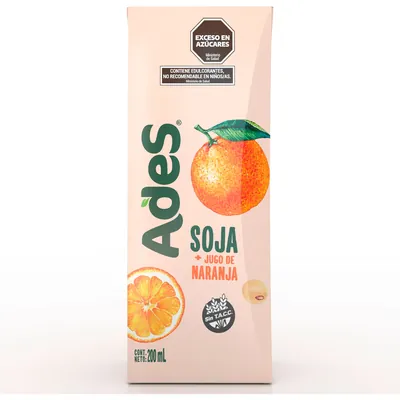 EXCESO EN
AZÚCARES
Ministerio
de Salud
CONTIENE EDULCORANTES,
NO RECOMENDABLE EN NIÑOS/AS.
Ministerio de Salud
AdeS®
SOJA
+ JUGO DE
NARANJA
Sin T.A.C.C.
CONT.
NETO: 200 mL